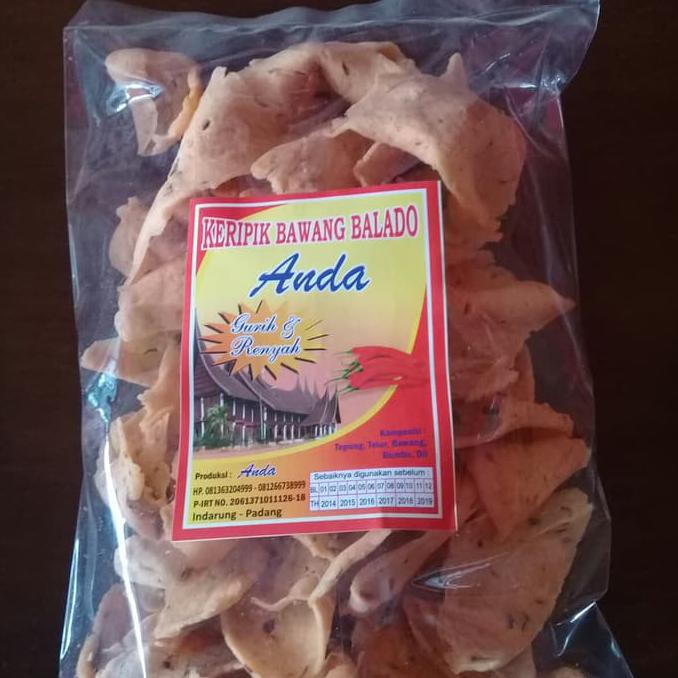 KERIPIK BAWANG BALADO
Anda
Gurih &
Renyah
Komposisi :
Tepung, Telur, Bawang,
Bumbu, Dll
Produksi : Anda
HP. 081363204999 - 081266738999
P-IRT NO. 2061371011126-18
Indarung - Padang
Sebaiknya digunakan sebelum :
BL 01 02 03 04 05 06 07 08 09 10 11 12
TH 2014 2015 2016 2017 2018 2019